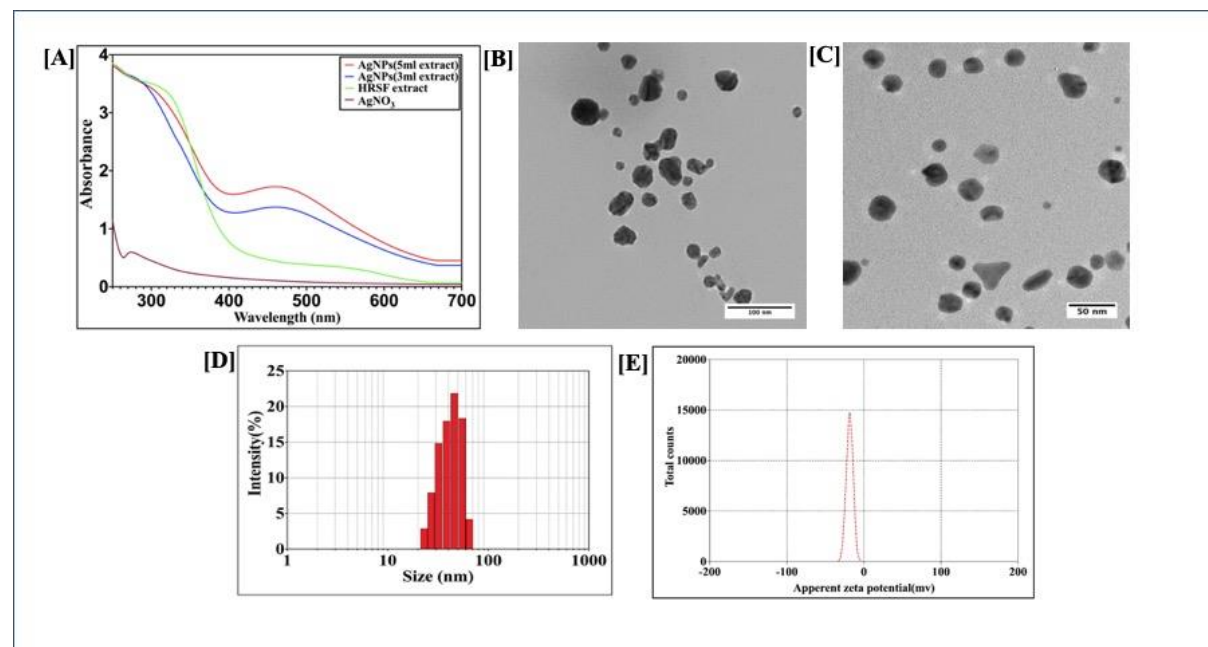 [A]
4
3
2
1
0
Absorbance
300 400 500 600 700
Wavelength (nm)
AgNPs(5ml extract)
AgNPs(3ml extract)
HRSF extract
AgNO₃
[B]
100 nm
[C]
50 nm
[D]
25
20
15
10
5
0
Intensity(%)
1 10 100 1000
Size (nm)
[E]
20000
15000
10000
5000
0
Total counts
-200 -100 0 100 200
Apperent zeta potential(mv)